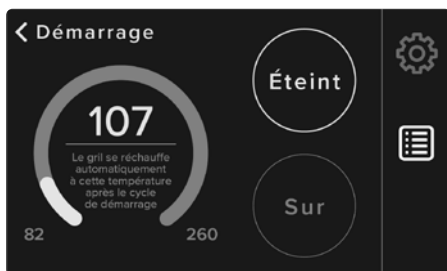 Démarrage
107
Le gril se réchauffe
automatiquement
à cette température
après le cycle
de démarrage
82
260
Éteint
Sur